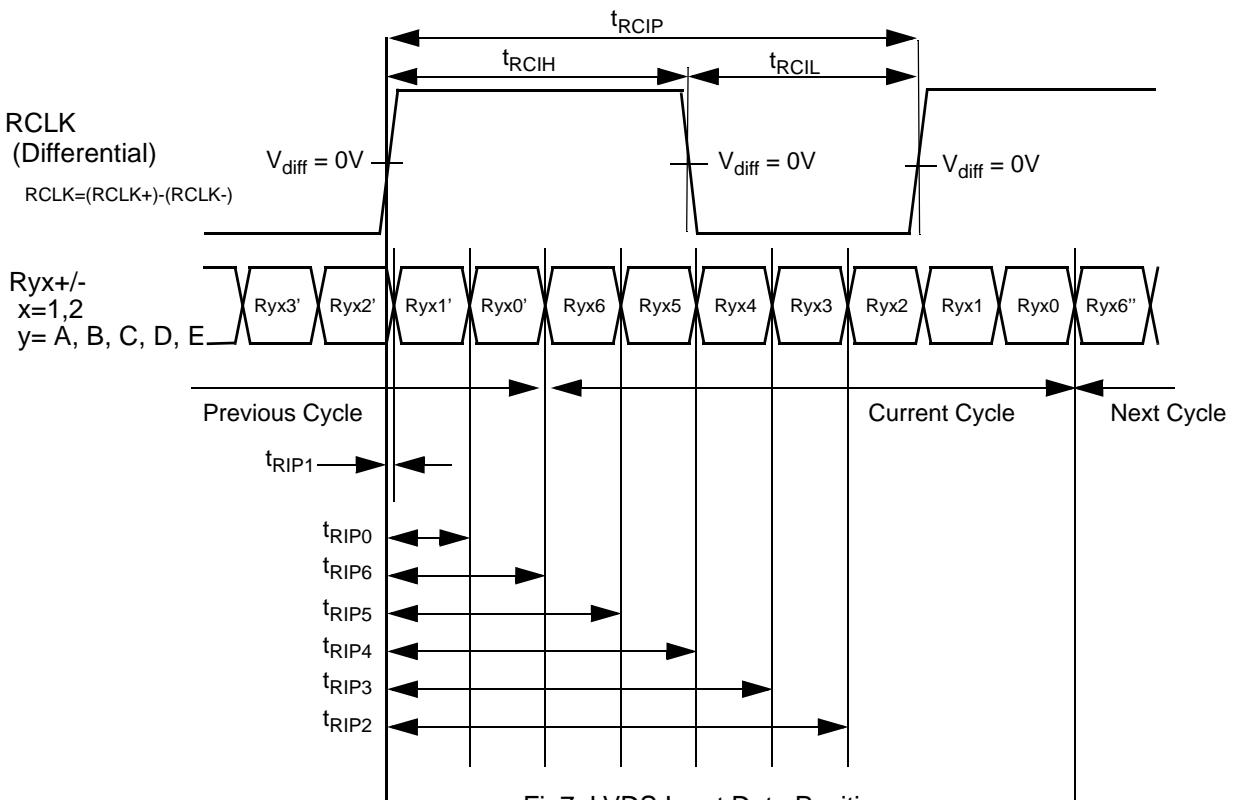 tRCIP
tRCIH
tRCIL
RCLK
(Differential)
Vdiff = 0V
Vdiff = 0V
Vdiff = 0V
RCLK=(RCLK+)-(RCLK-)
Ryx+/-
x=1,2
y= A, B, C, D, E
Ryx3' Ryx2' Ryx1' Ryx0' Ryx6 Ryx5 Ryx4 Ryx3 Ryx2 Ryx1 Ryx0 Ryx6''
Previous Cycle
Current Cycle
Next Cycle
tRIP1
tRIP0
tRIP6
tRIP5
tRIP4
tRIP3
tRIP2